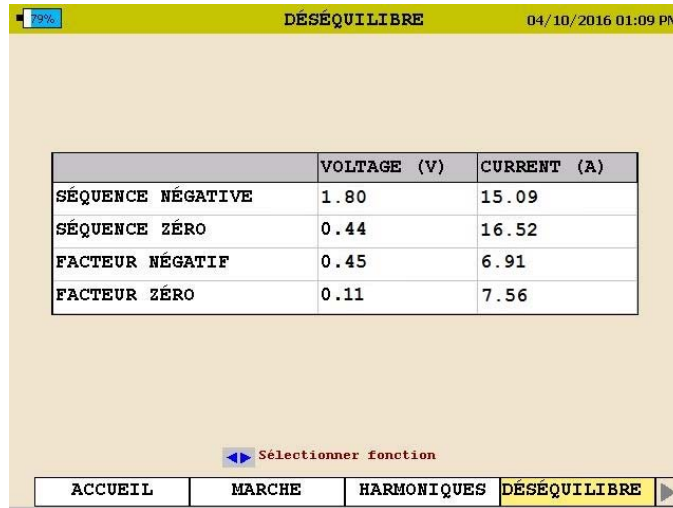 79% DÉSÉQUILIBRE 04/10/2016 01:09 PM
VOLTAGE (V) CURRENT (A)
SÉQUENCE NÉGATIVE 1.80 15.09
SÉQUENCE ZÉRO 0.44 16.52
FACTEUR NÉGATIF 0.45 6.91
FACTEUR ZÉRO 0.11 7.56
Sélectionner fonction
ACCUEIL MARCHE HARMONIQUES DÉSÉQUILIBRE